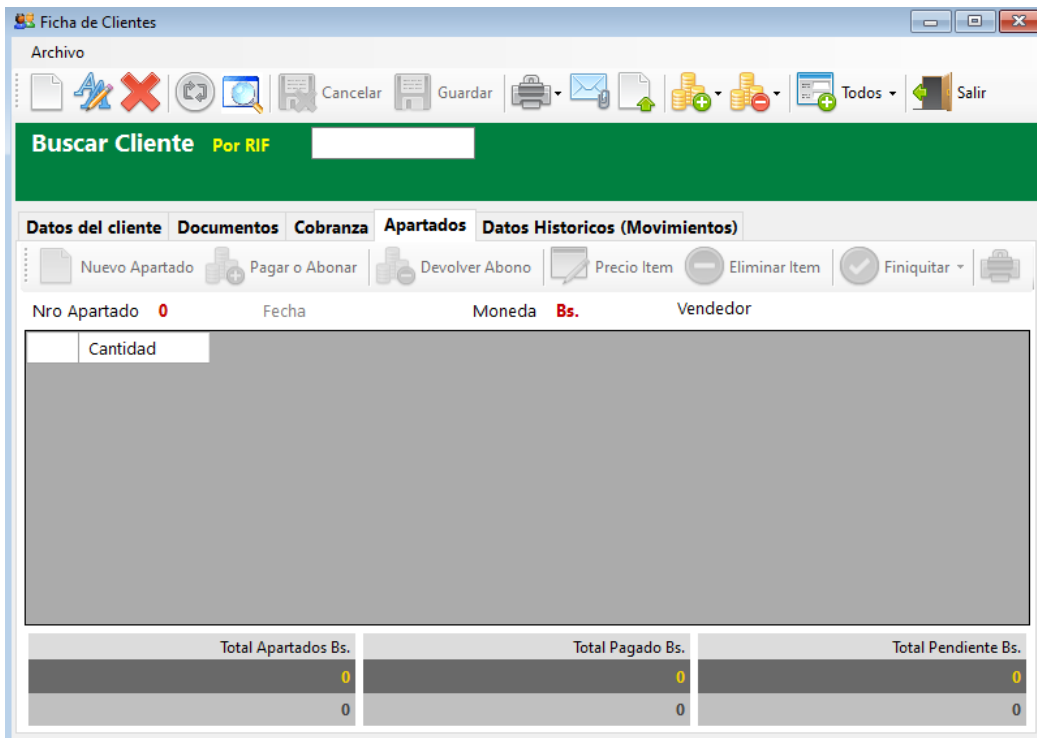 Ficha de Clientes
Archivo
Cancelar Guardar Todos Salir
Buscar Cliente Por RIF
Datos del cliente Documentos Cobranza Apartados Datos Historicos (Movimientos)
Nuevo Apartado Pagar o Abonar Devolver Abono Precio Item Eliminar Item Finiquitar
Nro Apartado 0 Fecha Moneda Bs. Vendedor
Cantidad
Total Apartados Bs. Total Pagado Bs. Total Pendiente Bs.
0 0 0
0 0 0